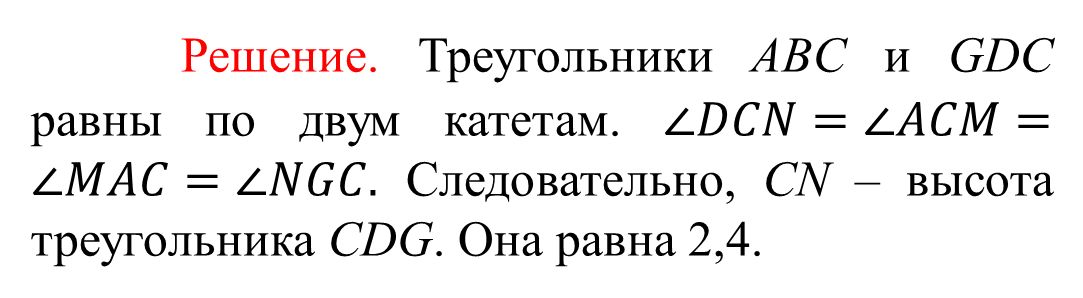 Решение. Треугольники ABC и GDC
равны по двум катетам. ∠DCN = ∠ACM =
∠MAC = ∠NGC. Следовательно, CN – высота
треугольника CDG. Она равна 2,4.